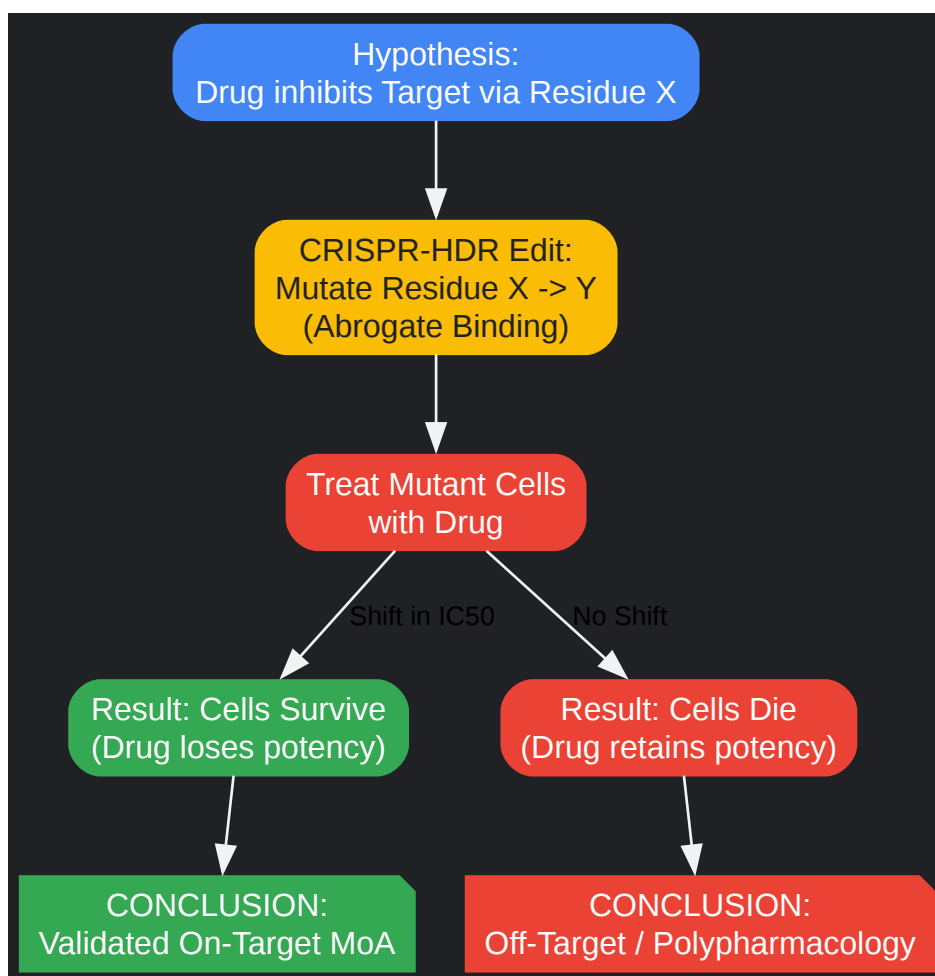 Hypothesis:
Drug inhibits Target via Residue X
CRISPR-HDR Edit:
Mutate Residue X -> Y
(Abrogate Binding)
Treat Mutant Cells
with Drug
Shift in IC50
No Shift
Result: Cells Survive
(Drug loses potency)
Result: Cells Die
(Drug retains potency)
CONCLUSION:
Validated On-Target MoA
CONCLUSION:
Off-Target / Polypharmacology